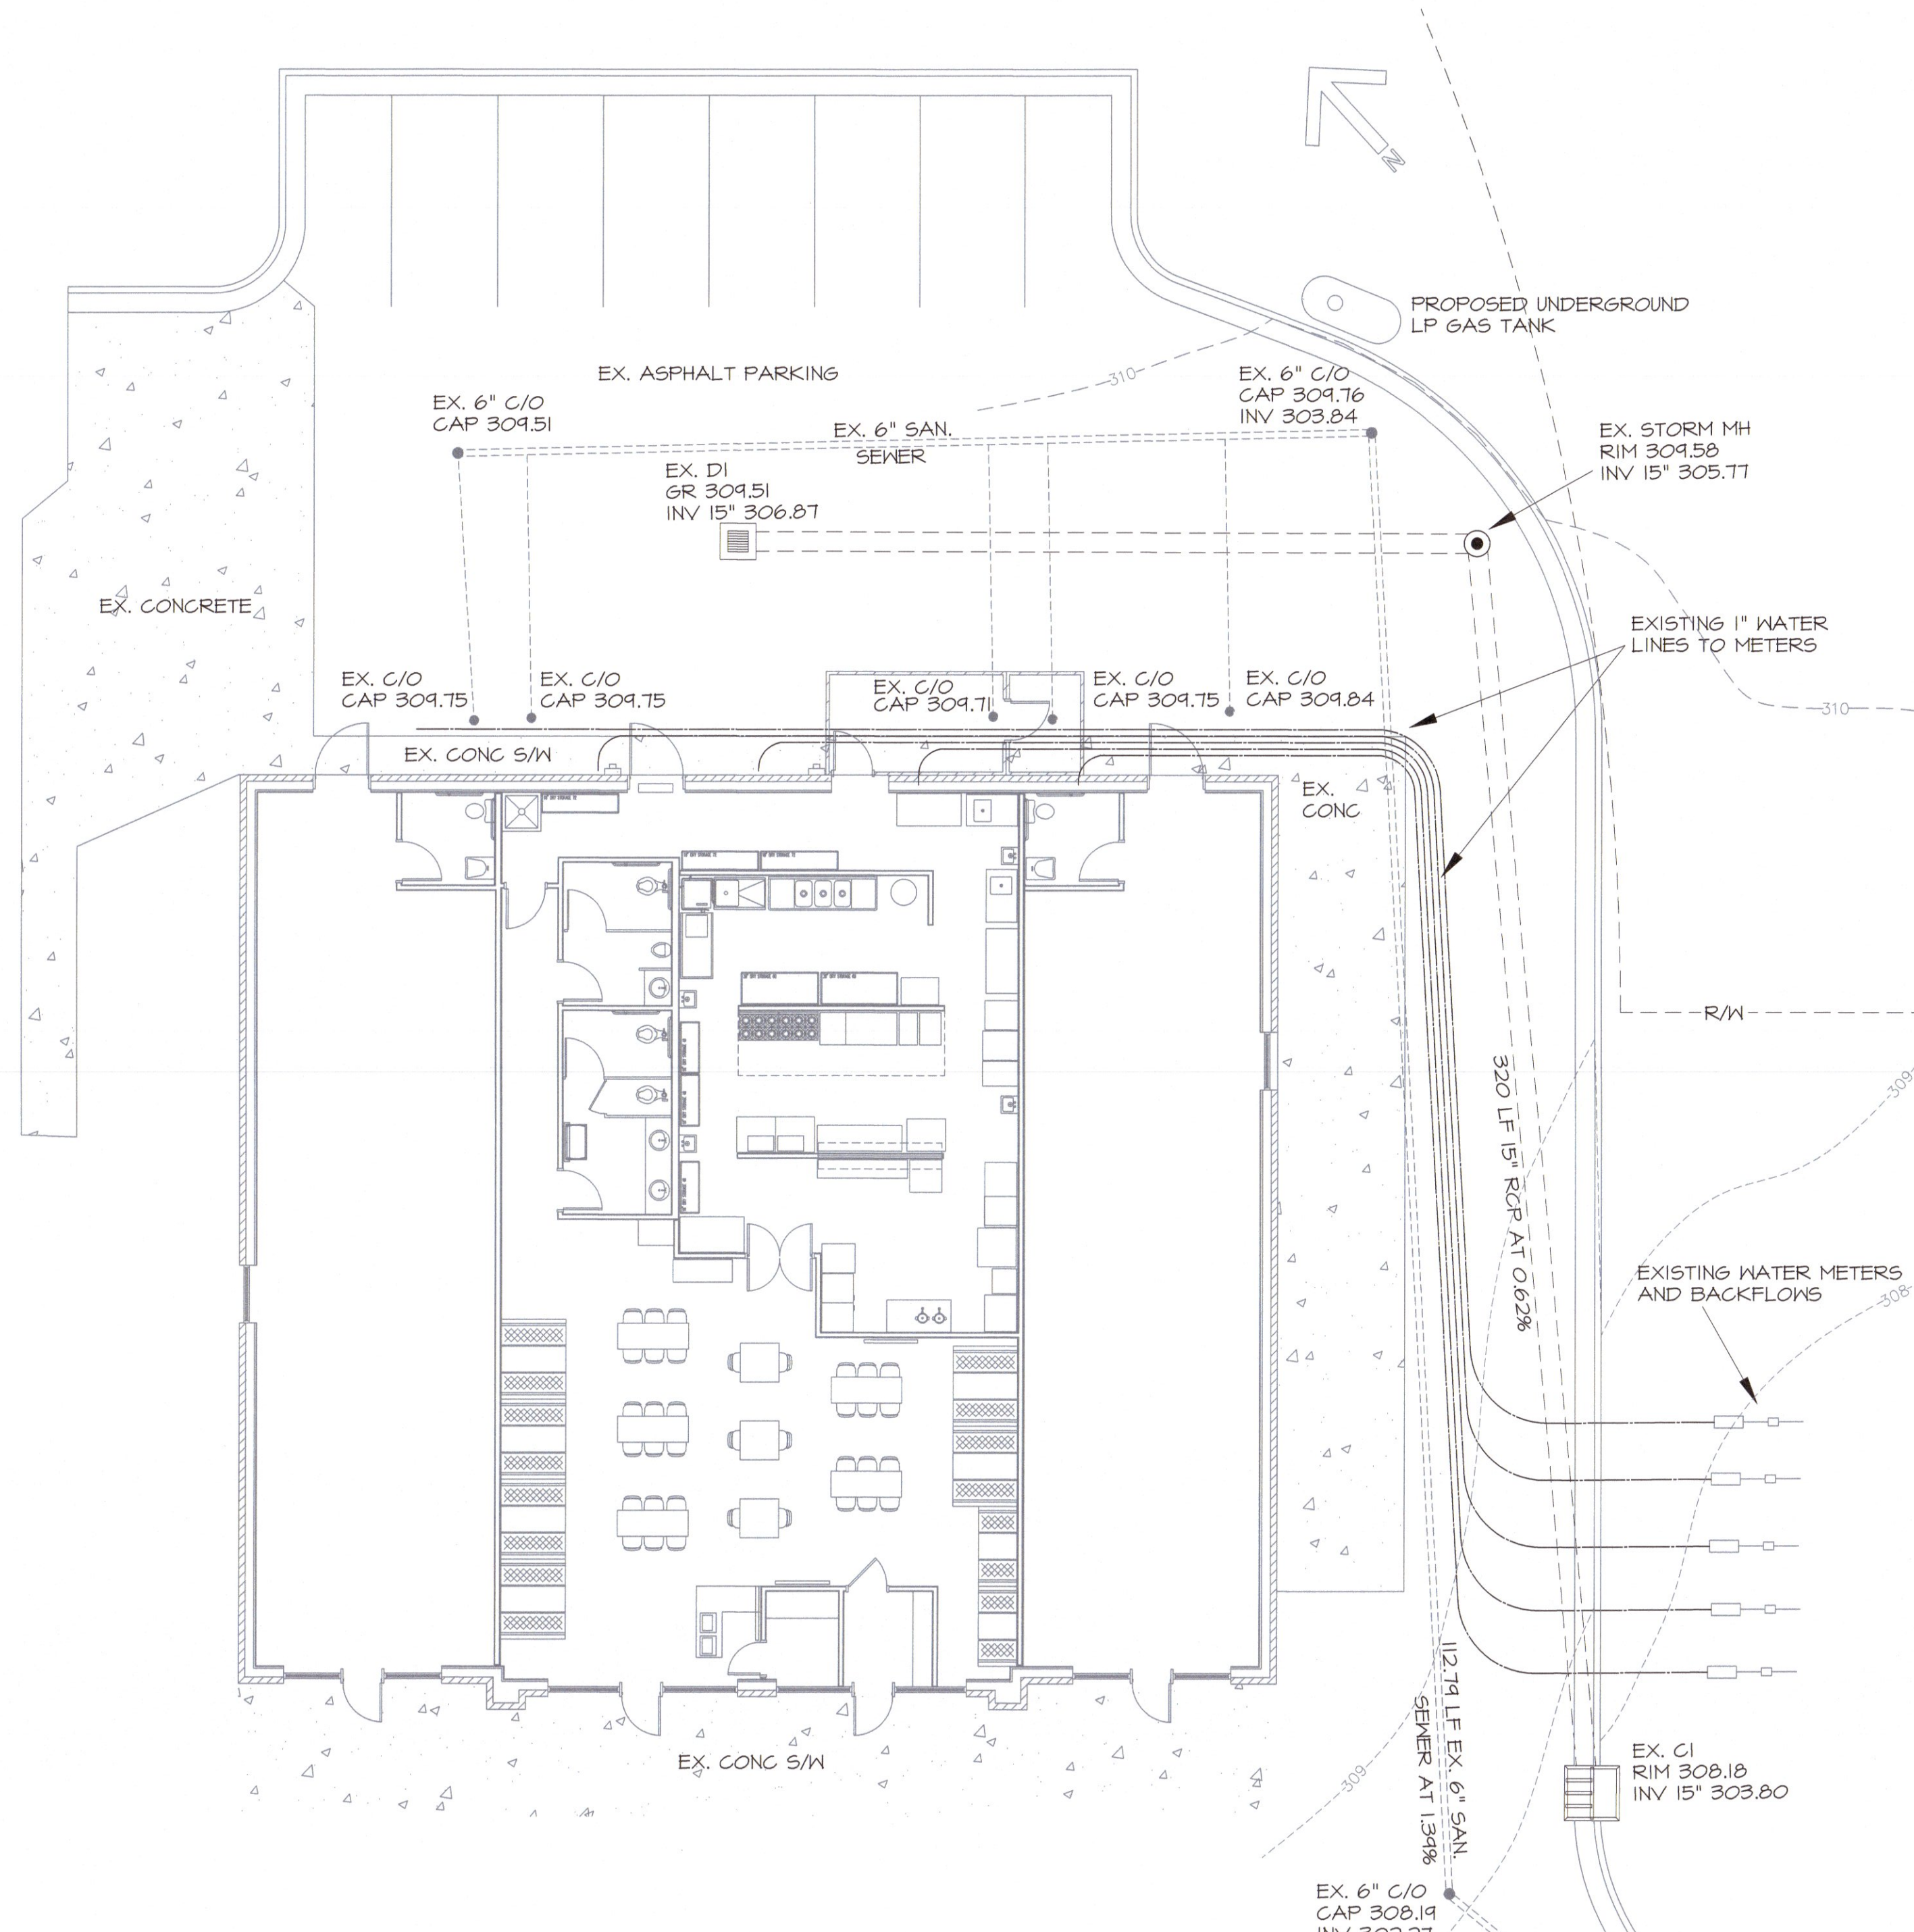 N
PROPOSED UNDERGROUND
LP GAS TANK
EX. ASPHALT PARKING
310
EX. 6" C/O
CAP 309.76
INV 303.84
EX. 6" C/O
CAP 309.51
EX. 6" SAN.
SEWER
EX. STORM MH
RIM 309.58
INV 15" 305.77
EX. DI
GR 309.51
INV 15" 306.87
EX. CONCRETE
EXISTING 1" WATER
LINES TO METERS
EX. C/O
CAP 309.75
EX. C/O
CAP 309.75
EX. C/O
CAP 309.71
EX. C/O
CAP 309.75
EX. C/O
CAP 309.84
310
EX. CONC S/W
EX.
CONC
R/W
309
320 LF 15" RCP AT 0.62%
EXISTING WATER METERS
AND BACKFLOWS
308
112.79 LF EX. 6" SAN.
SEWER AT 1.39%
EX. CONC S/W
309
EX. CI
RIM 308.18
INV 15" 303.80
EX. 6" C/O
CAP 308.19